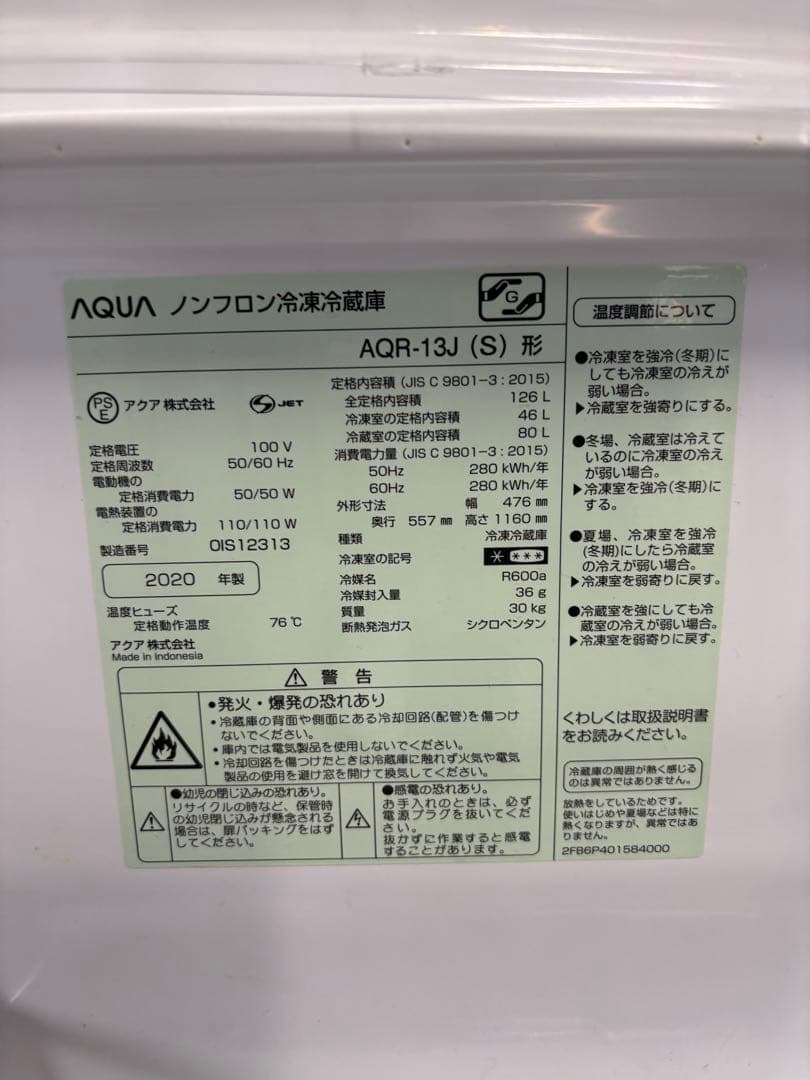 AQUA ノンフロン冷凍冷蔵庫
G
AQR-13J (S) 形
PS
E
アクア 株式会社
S JET
定格電圧 100 V
定格周波数 50/60 Hz
電動機の
定格消費電力 50/50 W
電熱装置の
定格消費電力 110/110 W
製造番号 OIS12313
2020 年製
温度ヒューズ
定格動作温度 76 ℃
アクア 株式会社
Made in Indonesia
定格内容積 (JIS C 9801-3 : 2015)
全定格内容積 126 L
冷凍室の定格内容積 46 L
冷蔵室の定格内容積 80 L
消費電力量 (JIS C 9801-3 : 2015)
50Hz 280 kWh/年
60Hz 280 kWh/年
外形寸法 幅 476 mm
奥行 557 mm 高さ 1160 mm
種類 冷凍冷蔵庫
冷凍室の記号 * ***
冷媒名 R600a
冷媒封入量 36 g
質量 30 kg
断熱発泡ガス シクロペンタン
⚠ 警 告
•発火・爆発の恐れあり
・冷蔵庫の背面や側面にある冷却回路(配管)を傷つけ
ないでください。
・庫内では電気製品を使用しないでください。
・冷却回路を傷つけたときは冷蔵庫に触れず火気や電気
製品の使用を避け窓を開けて換気してください。
●幼児の閉じ込みの恐れあり。
リサイクルの時など、保管時
の幼児閉じ込みが懸念される
場合は、扉パッキングをはず
してください。
●感電の恐れあり。
お手入れのときは、必ず
電源プラグを抜いてくだ
さい。
抜かずに作業すると感電
することがあります。
温度調節について
●冷凍室を強冷(冬期)に
しても冷凍室の冷えが
弱い場合。
▶冷蔵室を強寄りにする。
●冬場、冷蔵室は冷えて
いるのに冷凍室の冷え
が弱い場合。
▶冷凍室を強冷(冬期)に
する。
●夏場、冷凍室を強冷
(冬期)にしたら冷蔵室
の冷えが弱い場合。
▶冷凍室を弱寄りに戻す。
●冷蔵室を強にしても冷
蔵室の冷えが弱い場合。
▶冷凍室を弱寄りに戻す。
くわしくは取扱説明書
をお読みください。
冷蔵庫の周囲が熱く感じる
のは異常ではありません。
放熱をしているためです。
使いはじめや夏場などは特に
熱くなりますが、異常ではあ
りません。
2FB6P401584000